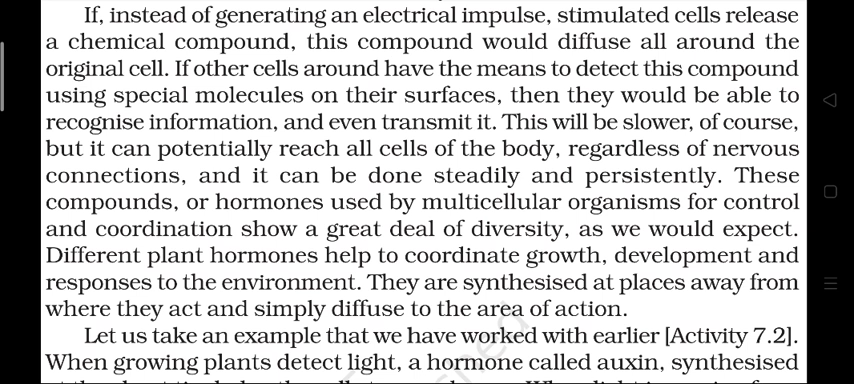 If, instead of generating an electrical impulse, stimulated cells release
a chemical compound, this compound would diffuse all around the
original cell. If other cells around have the means to detect this compound
using special molecules on their surfaces, then they would be able to
recognise information, and even transmit it. This will be slower, of course,
but it can potentially reach all cells of the body, regardless of nervous
connections, and it can be done steadily and persistently. These
compounds, or hormones used by multicellular organisms for control
and coordination show a great deal of diversity, as we would expect.
Different plant hormones help to coordinate growth, development and
responses to the environment. They are synthesised at places away from
where they act and simply diffuse to the area of action.
Let us take an example that we have worked with earlier [Activity 7.2].
When growing plants detect light, a hormone called auxin, synthesised